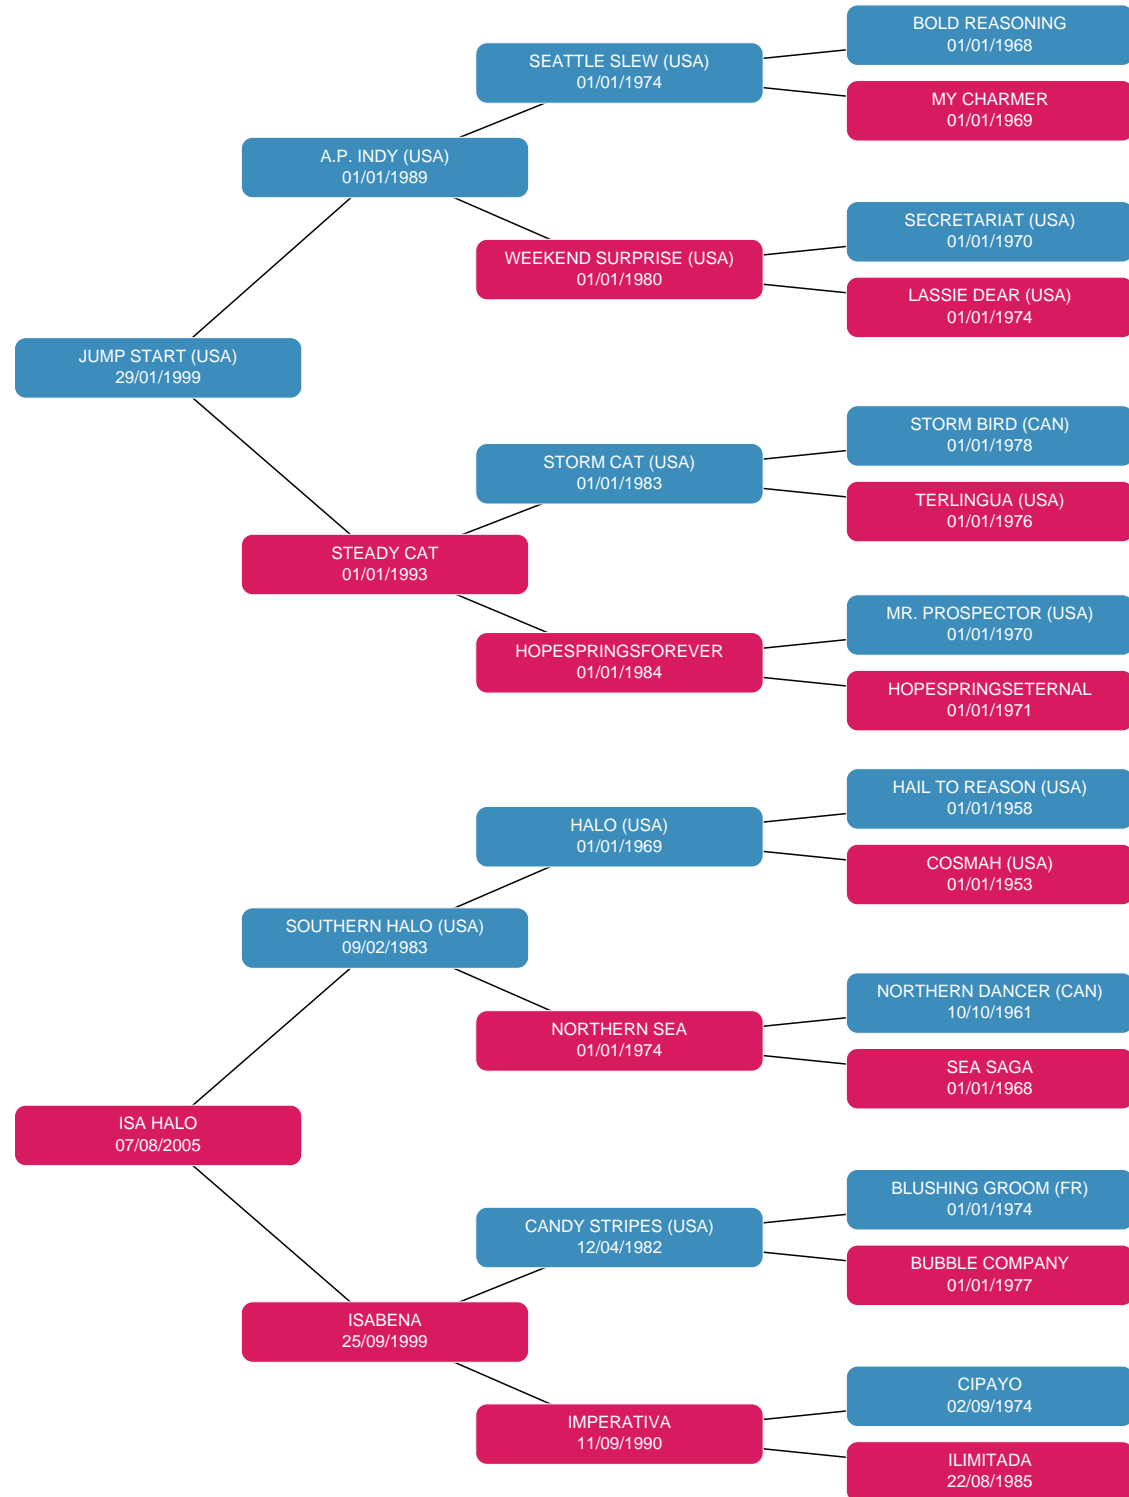 BOLD REASONING
01/01/1968
SEATTLE SLEW (USA)
01/01/1974
MY CHARMER
01/01/1969
A.P. INDY (USA)
01/01/1989
SECRETARIAT (USA)
01/01/1970
WEEKEND SURPRISE (USA)
01/01/1980
LASSIE DEAR (USA)
01/01/1974
JUMP START (USA)
29/01/1999
STORM BIRD (CAN)
01/01/1978
STORM CAT (USA)
01/01/1983
TERLINGUA (USA)
01/01/1976
STEADY CAT
01/01/1993
MR. PROSPECTOR (USA)
01/01/1970
HOPESPRINGSFOREVER
01/01/1984
HOPESPRINGSETERNAL
01/01/1971
HAIL TO REASON (USA)
01/01/1958
HALO (USA)
01/01/1969
COSMAH (USA)
01/01/1953
SOUTHERN HALO (USA)
09/02/1983
NORTHERN DANCER (CAN)
10/10/1961
NORTHERN SEA
01/01/1974
SEA SAGA
01/01/1968
ISA HALO
07/08/2005
BLUSHING GROOM (FR)
01/01/1974
CANDY STRIPES (USA)
12/04/1982
BUBBLE COMPANY
01/01/1977
ISABENA
25/09/1999
CIPAYO
02/09/1974
IMPERATIVA
11/09/1990
ILIMITADA
22/08/1985